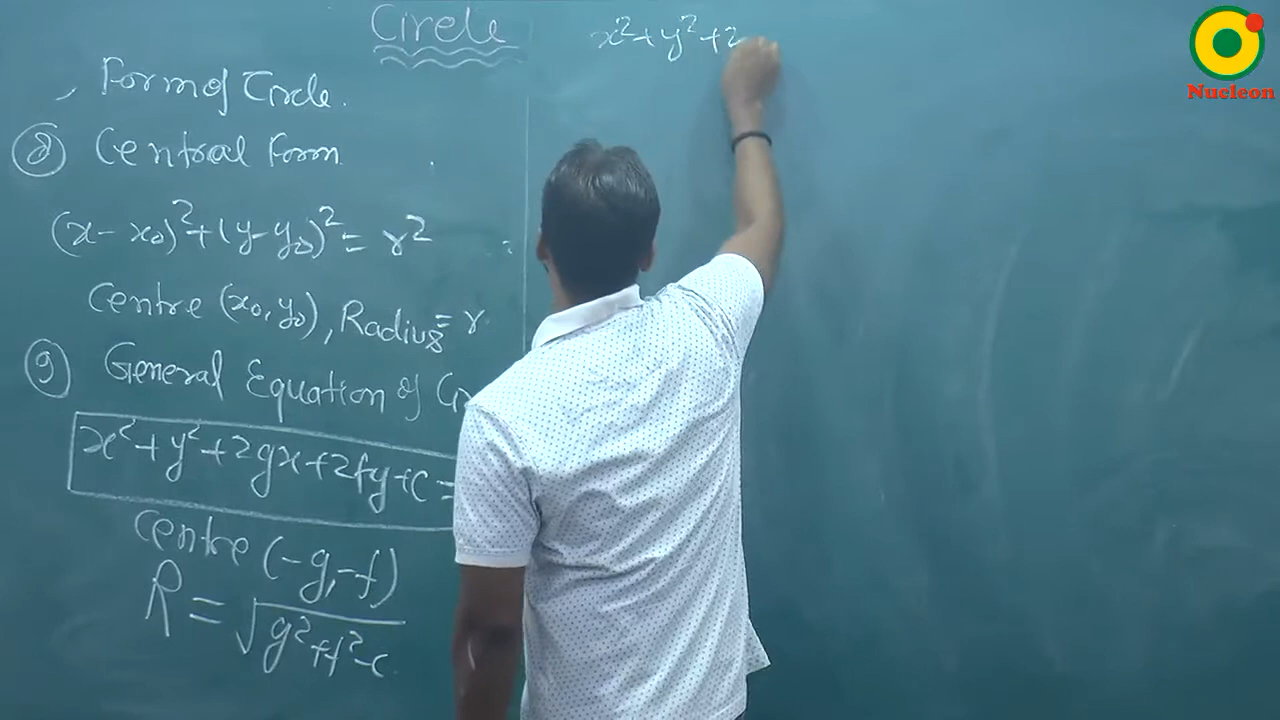 Circle
, Form of Circle.
⑧ Central Form
(x-x₀)²+(y-y₀)² = r²
Centre (x₀,y₀), Radius = r.
⑨ General Equation of
x²+y²+2gx+2fy+c=
Centre (-g,-f)
R = √g²+f²-c
x²+y²+2
Nucleon